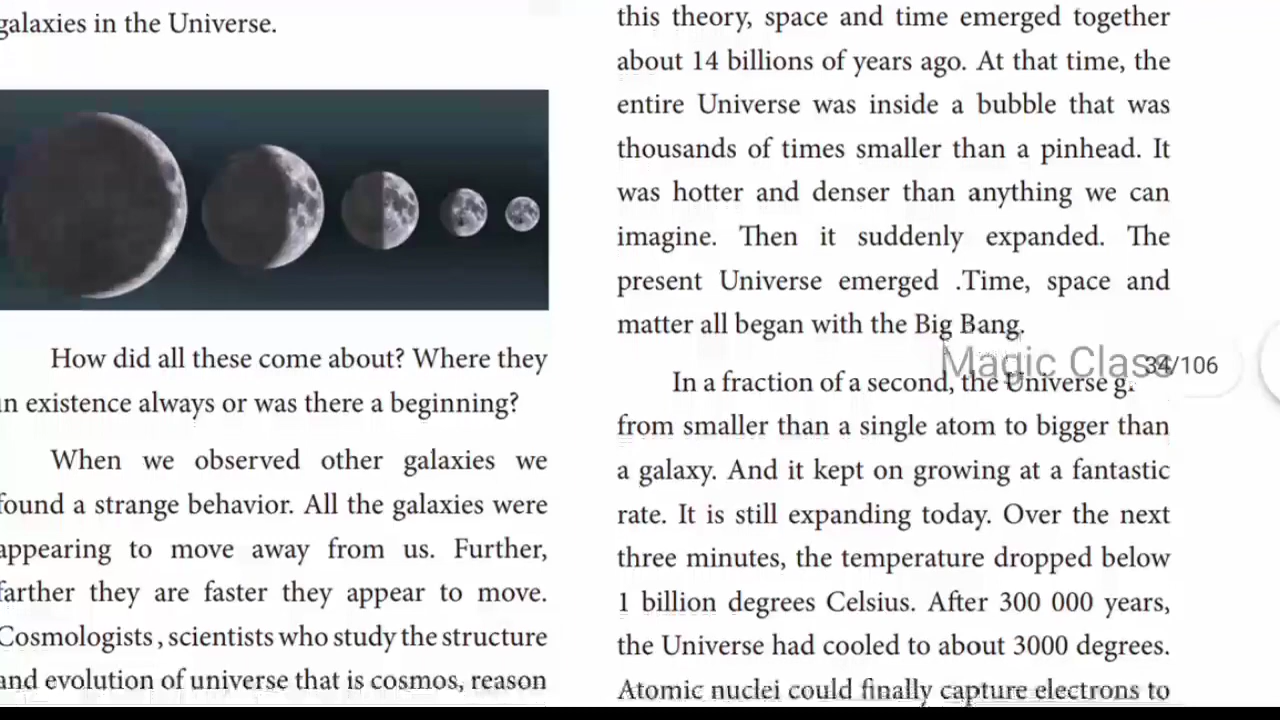 galaxies in the Universe.
How did all these come about? Where they
in existence always or was there a beginning?
When we observed other galaxies we
found a strange behavior. All the galaxies were
appearing to move away from us. Further,
farther they are faster they appear to move.
Cosmologists , scientists who study the structure
and evolution of universe that is cosmos, reason
this theory, space and time emerged together
about 14 billions of years ago. At that time, the
entire Universe was inside a bubble that was
thousands of times smaller than a pinhead. It
was hotter and denser than anything we can
imagine. Then it suddenly expanded. The
present Universe emerged .Time, space and
matter all began with the Big Bang.
Magic Class
34/106
In a fraction of a second, the Universe g
from smaller than a single atom to bigger than
a galaxy. And it kept on growing at a fantastic
rate. It is still expanding today. Over the next
three minutes, the temperature dropped below
1 billion degrees Celsius. After 300 000 years,
the Universe had cooled to about 3000 degrees.
Atomic nuclei could finally capture electrons to